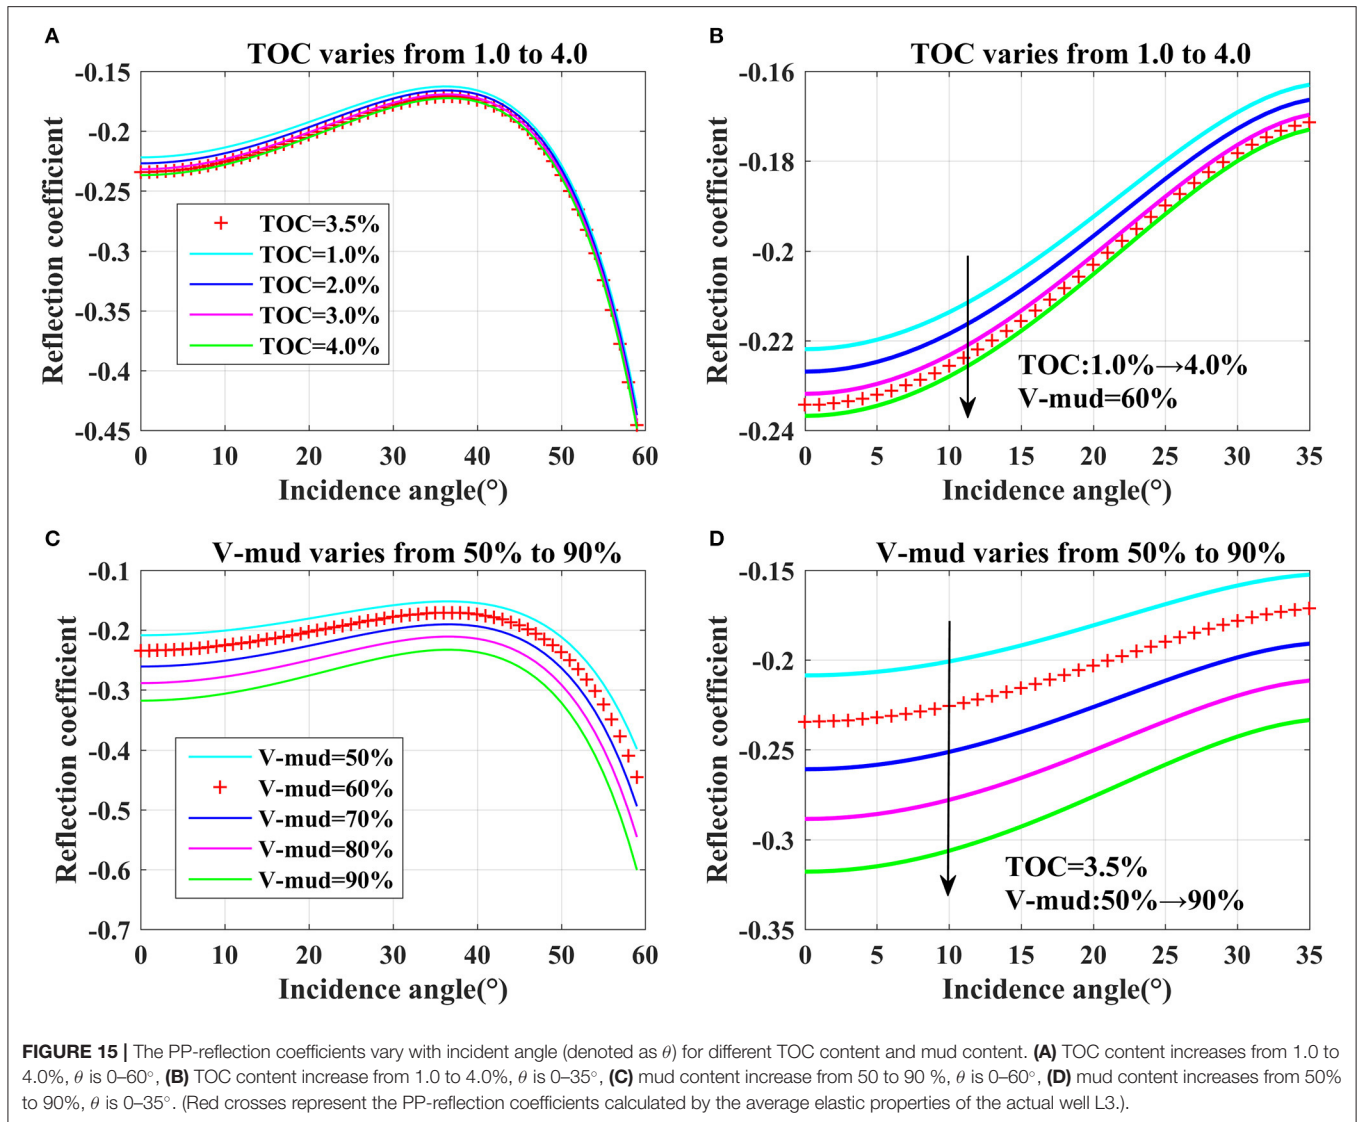 A
TOC varies from 1.0 to 4.0
-0.15
-0.2
-0.25
-0.3
-0.35
-0.4
-0.45
Reflection coefficient
TOC=3.5%
TOC=1.0%
TOC=2.0%
TOC=3.0%
TOC=4.0%
0 10 20 30 40 50 60
Incidence angle(°)
B
TOC varies from 1.0 to 4.0
-0.16
-0.18
-0.2
-0.22
-0.24
Reflection coefficient
TOC:1.0%→4.0%
V-mud=60%
0 5 10 15 20 25 30 35
Incidence angle(°)
C
V-mud varies from 50% to 90%
-0.1
-0.2
-0.3
-0.4
-0.5
-0.6
-0.7
Reflection coefficient
V-mud=50%
V-mud=60%
V-mud=70%
V-mud=80%
V-mud=90%
0 10 20 30 40 50 60
Incidence angle(°)
D
V-mud varies from 50% to 90%
-0.15
-0.2
-0.25
-0.3
-0.35
Reflection coefficient
TOC=3.5%
V-mud:50%→90%
0 5 10 15 20 25 30 35
Incidence angle(°)
FIGURE 15 | The PP-reflection coefficients vary with incident angle (denoted as θ) for different TOC content and mud content. (A) TOC content increases from 1.0 to
4.0%, θ is 0–60°, (B) TOC content increase from 1.0 to 4.0%, θ is 0–35°, (C) mud content increase from 50 to 90 %, θ is 0–60°, (D) mud content increases from 50%
to 90%, θ is 0–35°. (Red crosses represent the PP-reflection coefficients calculated by the average elastic properties of the actual well L3.).